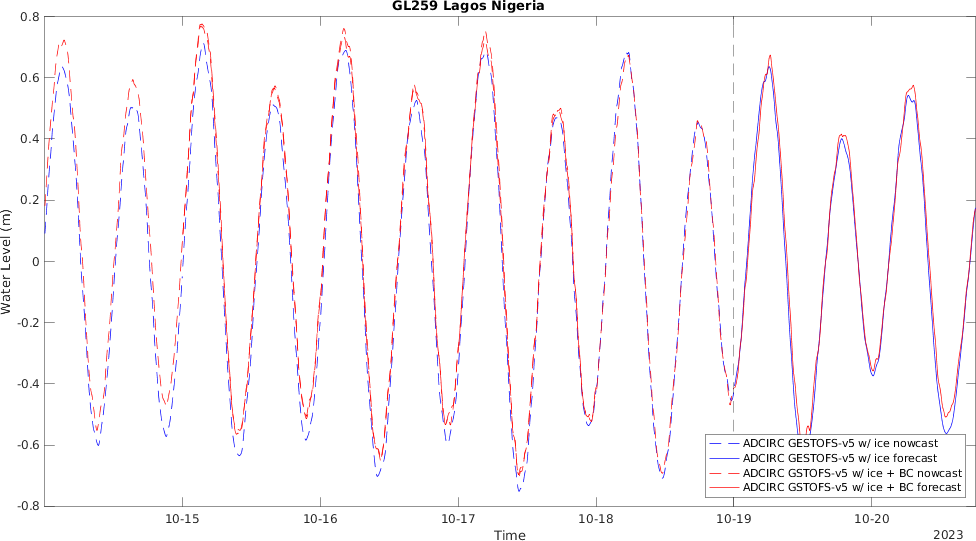 GL259 Lagos Nigeria
0.8
0.6
0.4
0.2
0
-0.2
-0.4
-0.6
-0.8
Water Level (m)
ADCIRC GESTOFS-v5 w/ ice nowcast
ADCIRC GESTOFS-v5 w/ ice forecast
ADCIRC GSTOFS-v5 w/ ice + BC nowcast
ADCIRC GSTOFS-v5 w/ ice + BC forecast
10-15 10-16 10-17 10-18 10-19 10-20
Time
2023